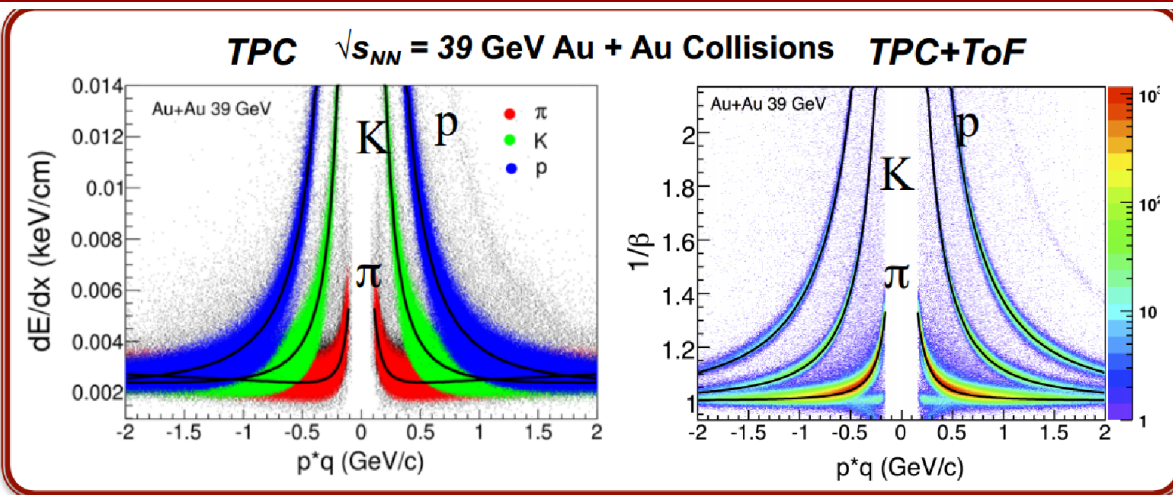 TPC √sNN = 39 GeV Au + Au Collisions TPC+ToF
Au+Au 39 GeV
π
K
p
K
p
π
dE/dx (keV/cm)
0.014
0.012
0.01
0.008
0.006
0.004
0.002
-2 -1.5 -1 -0.5 0 0.5 1 1.5 2
p*q (GeV/c)
Au+Au 39 GeV
p
K
π
1/β
2
1.8
1.6
1.4
1.2
1
-2 -1.5 -1 -0.5 0 0.5 1 1.5 2
p*q (GeV/c)
10²
10
1